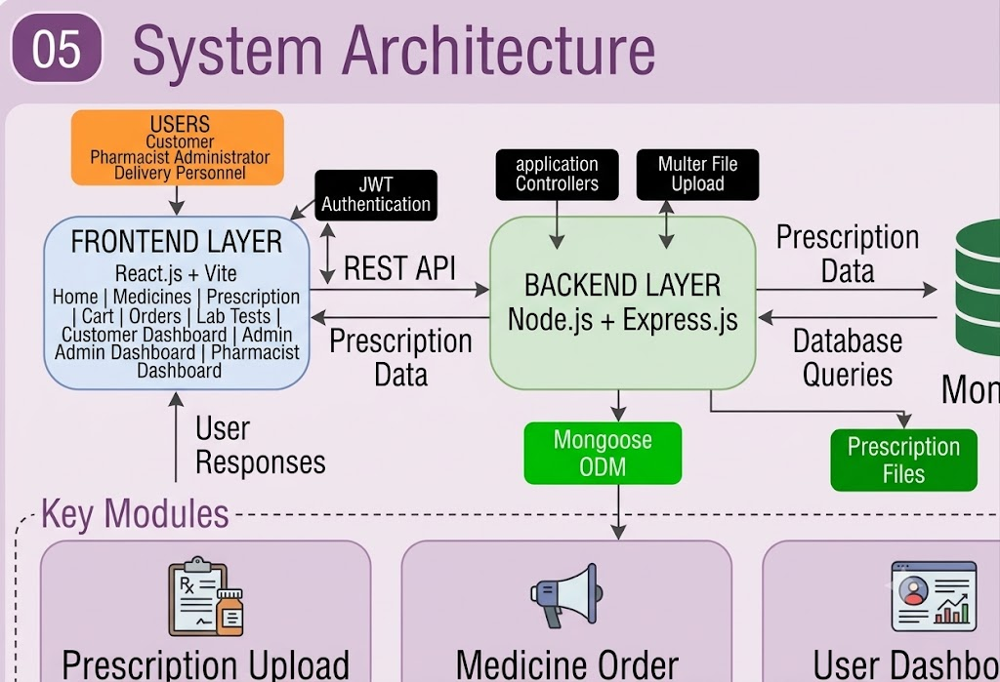 05
System Architecture
USERS
Customer
Pharmacist Administrator
Delivery Personnel
JWT
Authentication
application
Controllers
Multer File
Upload
FRONTEND LAYER
React.js + Vite
Home | Medicines | Prescription
| Cart | Orders | Lab Tests |
Customer Dashboard | Admin
Admin Dashboard | Pharmacist
Dashboard
REST API
Prescription
Data
BACKEND LAYER
Node.js + Express.js
Prescription
Data
Database
Queries
Mon
User
Responses
Mongoose
ODM
Prescription
Files
Key Modules
Rx
Prescription Upload
Medicine Order
User Dashbo